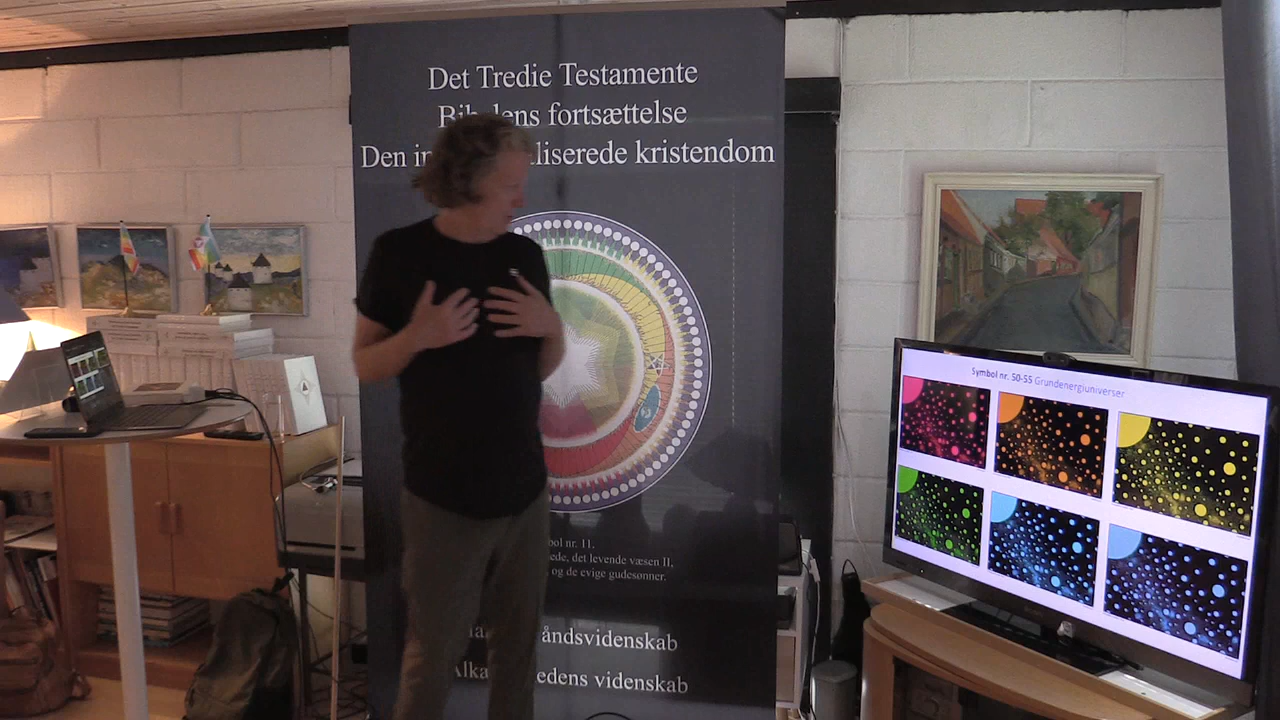 Det Tredie Testamente
Bibelens fortsættelse
Den in liserede kristendom
bol nr. 11.
ede, det levende væsen II,
og de evige gudesønner.
åndsvidenskab
Alka edens videnskab
Symbol nr. 50-55 Grundenergiuniverser